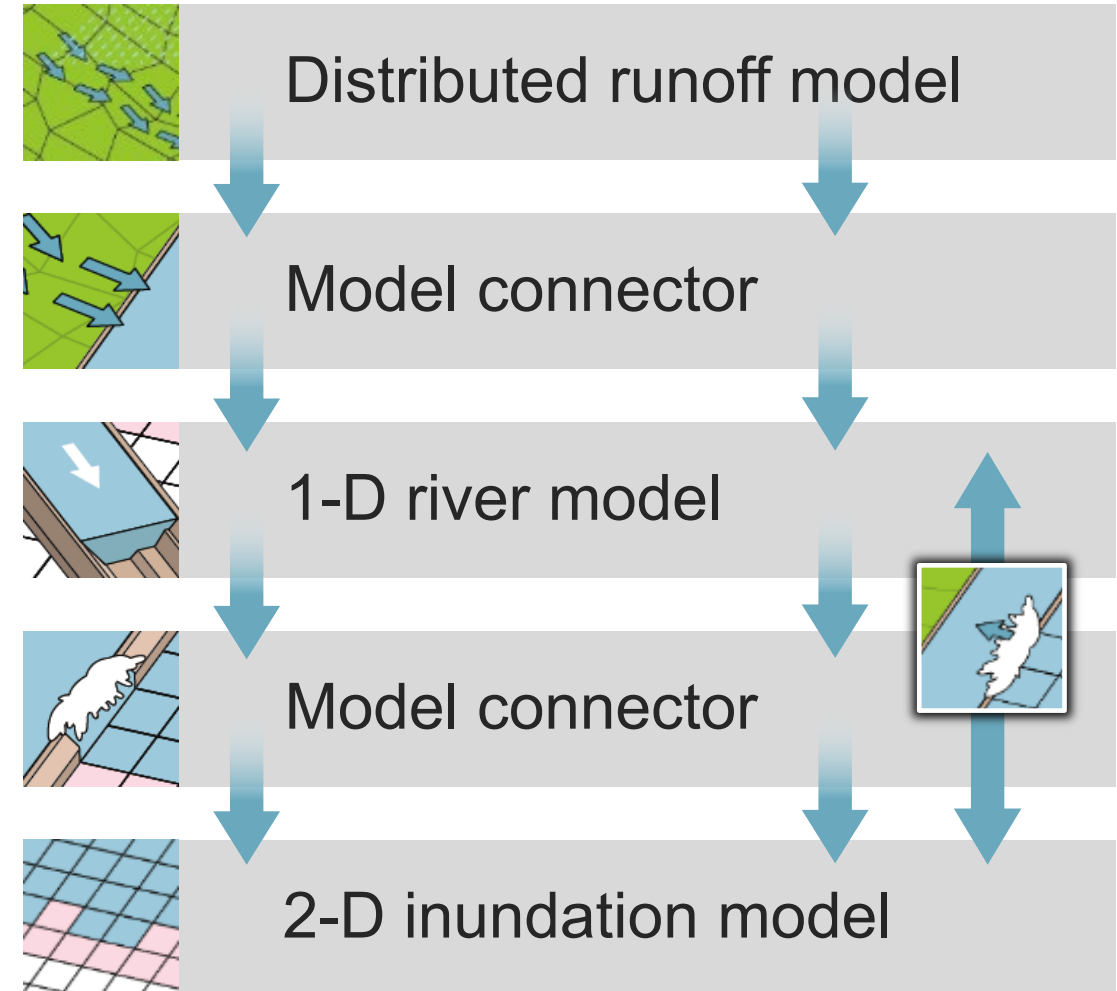 Distributed runoff model
Model connector
1-D river model
Model connector
2-D inundation model